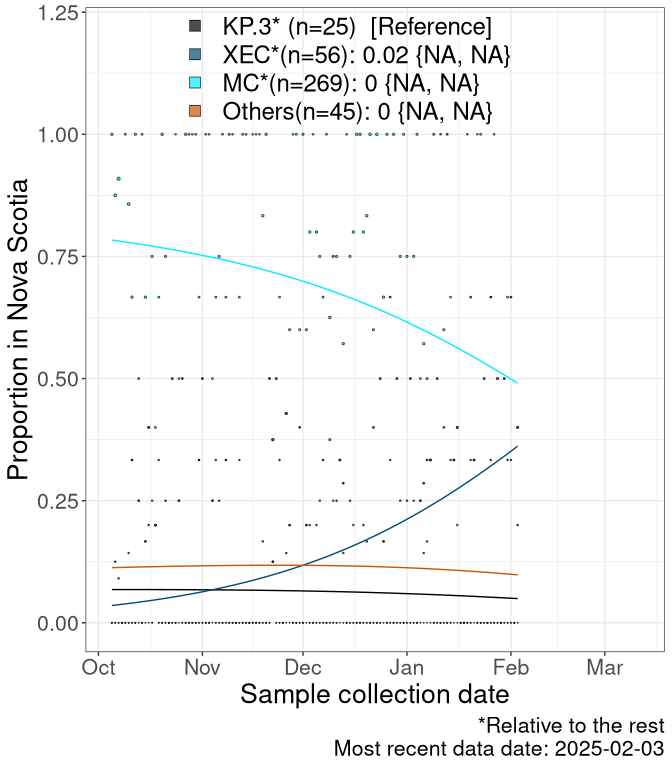 KP.3* (n=25)  [Reference]
XEC*(n=56): 0.02 {NA, NA}
MC*(n=269): 0 {NA, NA}
Others(n=45): 0 {NA, NA}
1.25
1.00
0.75
0.50
0.25
0.00
Proportion in Nova Scotia
Oct Nov Dec Jan Feb Mar
Sample collection date
*Relative to the rest
Most recent data date: 2025-02-03